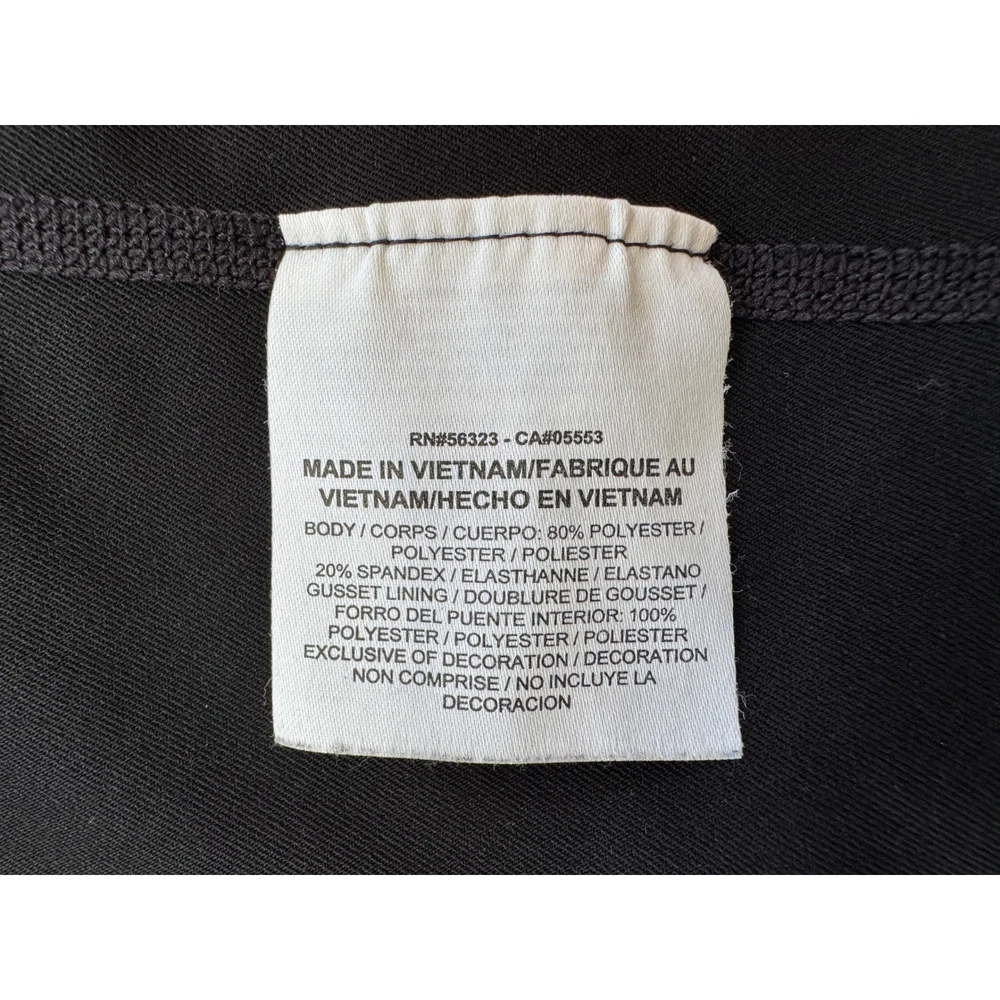 RN#56323 - CA#05553
MADE IN VIETNAM/FABRIQUE AU
VIETNAM/HECHO EN VIETNAM
BODY / CORPS / CUERPO: 80% POLYESTER /
POLYESTER / POLIESTER
20% SPANDEX / ELASTHANNE / ELASTANO
GUSSET LINING / DOUBLURE DE GOUSSET /
FORRO DEL PUENTE INTERIOR: 100%
POLYESTER / POLYESTER / POLIESTER
EXCLUSIVE OF DECORATION / DECORATION
NON COMPRISE / NO INCLUYE LA
DECORACION